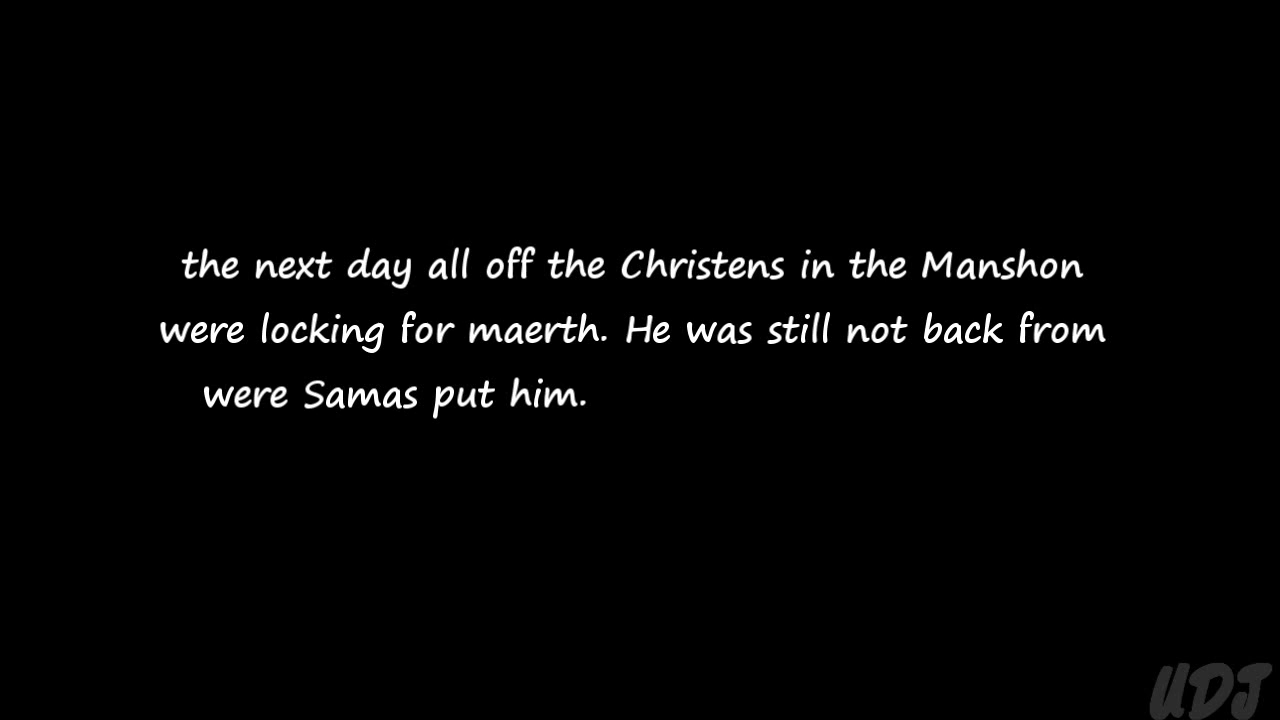 the next day all off the Christens in the Manshon
were locking for maerth. He was still not back from
were Samas put him.
UDJ